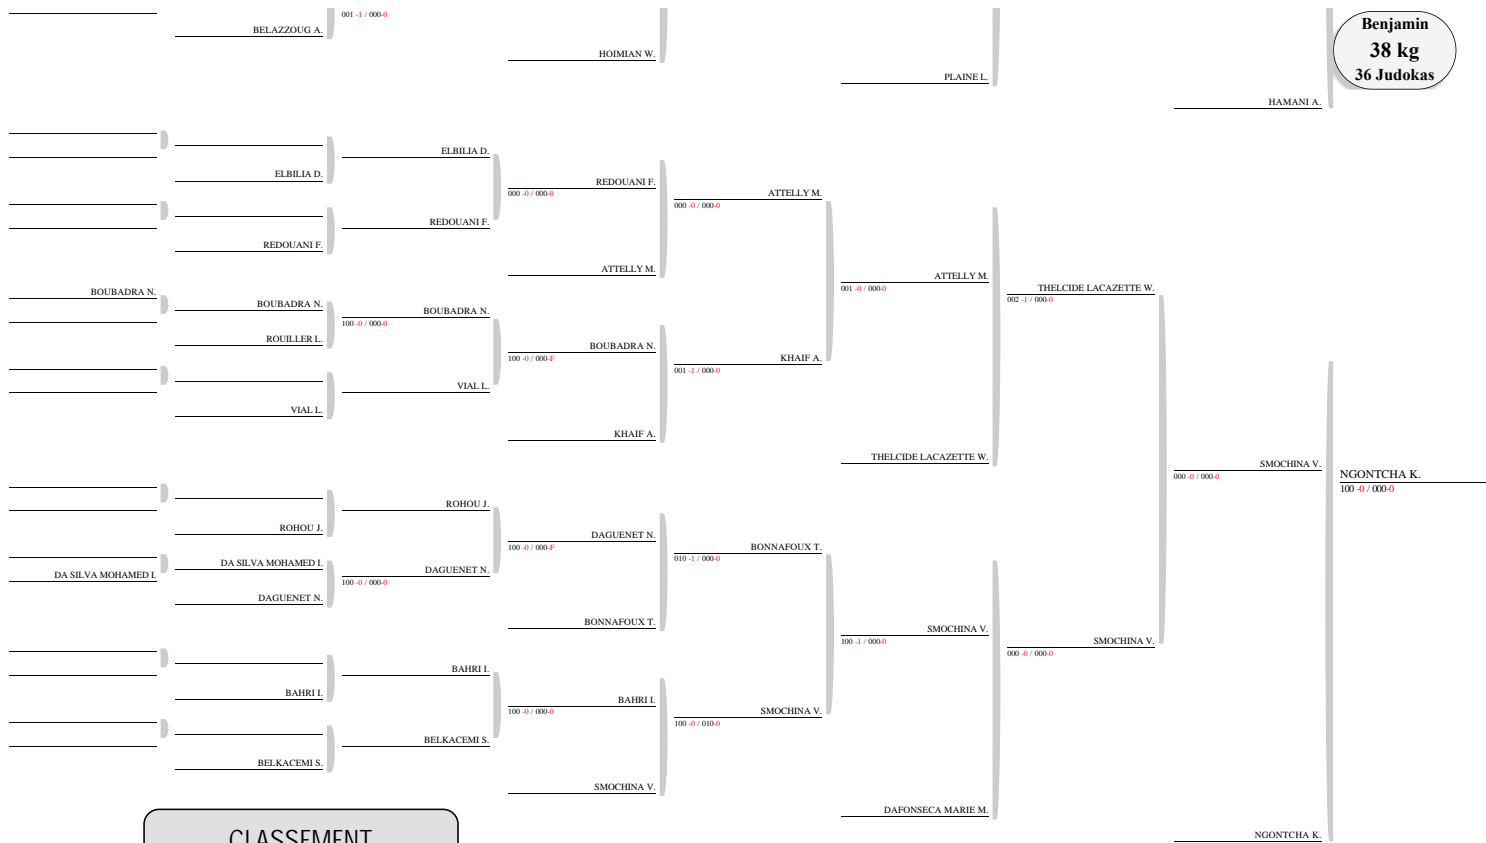 001 -1 / 000-0
BELAZZOUG A.
HOIMIAN W.
PLAINE L.
HAMANI A.
Benjamin
38 kg
36 Judokas
ELBILIA D.
ELBILIA D.
REDOUANI F.
000 -0 / 000-0
ATTELLY M.
000 -0 / 000-0
REDOUANI F.
REDOUANI F.
ATTELLY M.
ATTELLY M.
001 -0 / 000-0
THELCIDE LACAZETTE W.
002 -1 / 000-0
BOUBADRA N.
BOUBADRA N.
BOUBADRA N.
100 -0 / 000-0
ROUILLER L.
BOUBADRA N.
100 -0 / 000-F
KHAIF A.
001 -1 / 000-0
VIAL L.
VIAL L.
KHAIF A.
THELCIDE LACAZETTE W.
SMOCHINA V.
000 -0 / 000-0
NGONTCHA K.
100 -0 / 000-0
ROHOU J.
ROHOU J.
DAGUENET N.
100 -0 / 000-F
BONNAFOUX T.
010 -1 / 000-0
DA SILVA MOHAMED I.
DA SILVA MOHAMED I.
DAGUENET N.
100 -0 / 000-0
DAGUENET N.
BONNAFOUX T.
SMOCHINA V.
100 -1 / 000-0
SMOCHINA V.
000 -0 / 000-0
BAHRI I.
BAHRI I.
BAHRI I.
100 -0 / 000-0
SMOCHINA V.
100 -0 / 010-0
BELKACEMI S.
BELKACEMI S.
SMOCHINA V.
DAFONSECA MARIE M.
NGONTCHA K.
CLASSEMENT